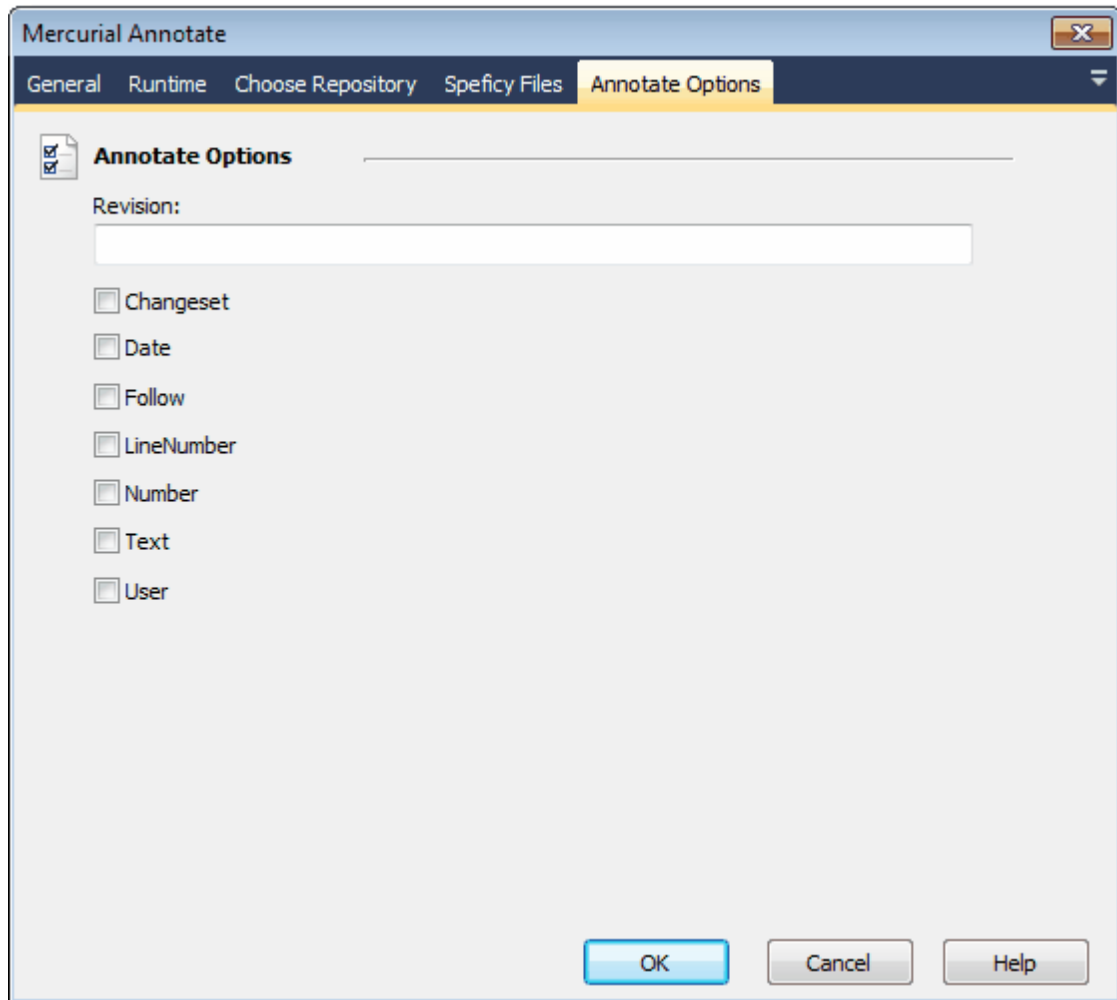 Mercurial Annotate
General Runtime Choose Repository Speficy Files Annotate Options
Annotate Options
Revision:
Changeset
Date
Follow
LineNumber
Number
Text
User
OK Cancel Help